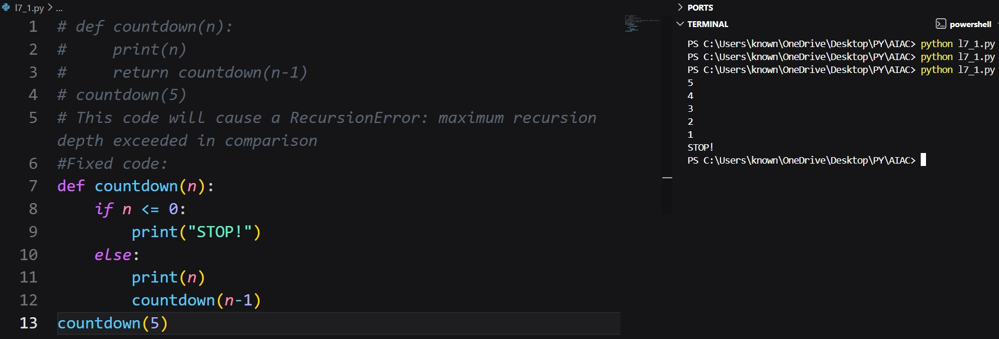 l7_1.py > ...
1 # def countdown(n):
2 #     print(n)
3 #     return countdown(n-1)
4 # countdown(5)
5 # This code will cause a RecursionError: maximum recursion
depth exceeded in comparison
6 #Fixed code:
7 def countdown(n):
8     if n <= 0:
9         print("STOP!")
10     else:
11         print(n)
12         countdown(n-1)
13 countdown(5)
PORTS
TERMINAL
powershell
PS C:\Users\known\OneDrive\Desktop\PY\AIAC> python l7_1.py
PS C:\Users\known\OneDrive\Desktop\PY\AIAC> python l7_1.py
PS C:\Users\known\OneDrive\Desktop\PY\AIAC> python l7_1.py
5
4
3
2
1
STOP!
PS C:\Users\known\OneDrive\Desktop\PY\AIAC>